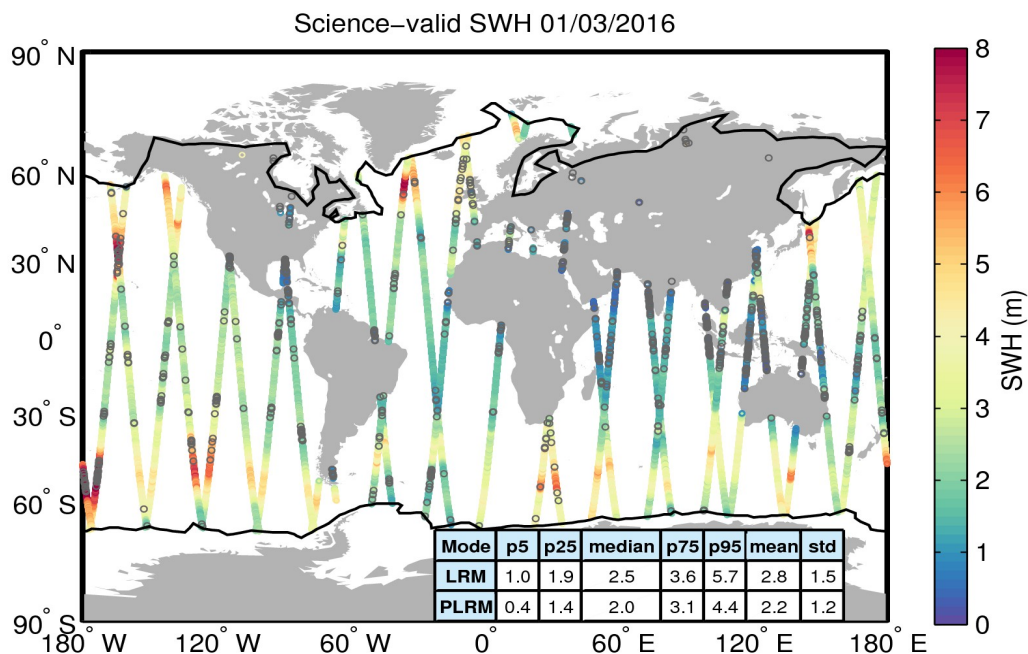 Science−valid SWH 01/03/2016
90° N
60° N
30° N
0°
30° S
60° S
90° S
180° W 120° W 60° W 0° 60° E 120° E 180° E
Mode p5 p25 median p75 p95 mean std
LRM 1.0 1.9 2.5 3.6 5.7 2.8 1.5
PLRM 0.4 1.4 2.0 3.1 4.4 2.2 1.2
8
7
6
5
4
3
2
1
0
SWH (m)